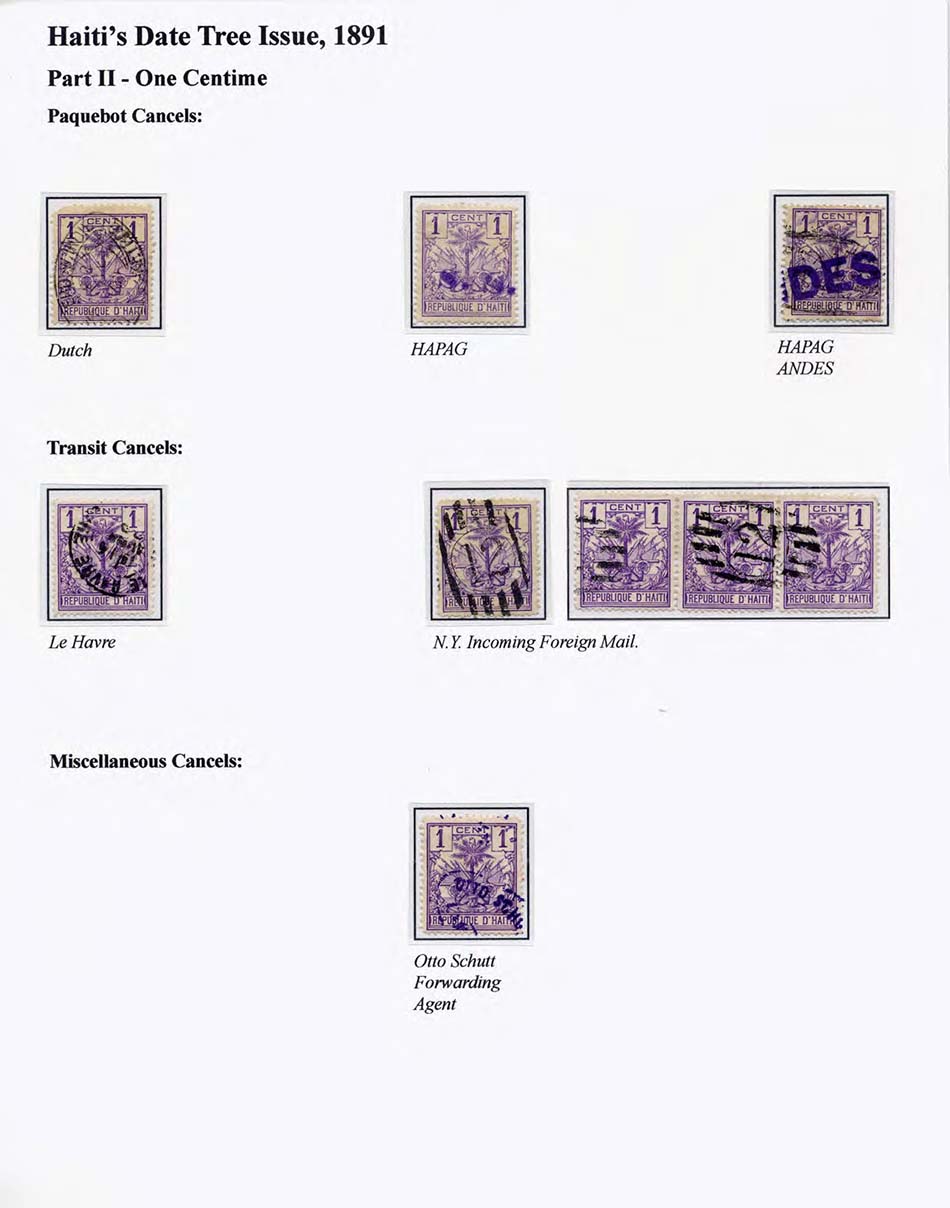 Haiti's Date Tree Issue, 1891
Part II - One Centime
Paquebot Cancels:
1 CENT 1
REPUBLIQUE D'HAITI
Dutch
1 CENT 1
REPUBLIQUE D'HAITI
HAPAG
1 CENT 1
DES
REPUBLIQUE D'HAITI
HAPAG
ANDES
Transit Cancels:
1 CENT 1
LE HAVRE
REPUBLIQUE D'HAITI
Le Havre
1 CENT 1
REPUBLIQUE D'HAITI
1 CENT 1
REPUBLIQUE D'HAITI
1 CENT 1
REPUBLIQUE D'HAITI
1 CENT 1
REPUBLIQUE D'HAITI
N.Y. Incoming Foreign Mail.
Miscellaneous Cancels:
1 CENT 1
OTTO
REPUBLIQUE D'HAITI
Otto Schutt
Forwarding
Agent